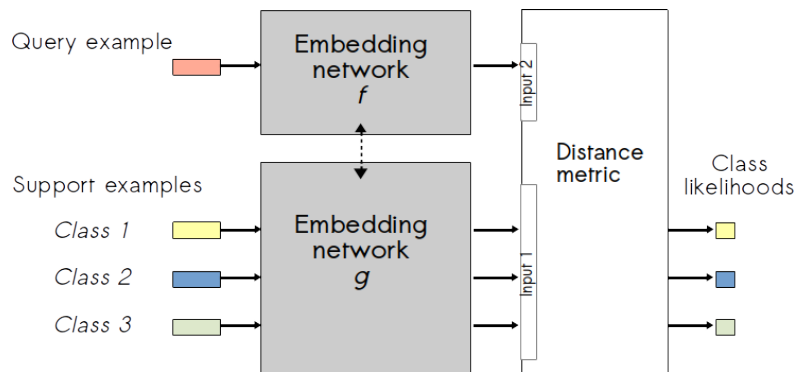 Query example
Embedding
network
f
Input 2
Support examples
Class 1
Class 2
Class 3
Embedding
network
g
Input 1
Distance
metric
Class
likelihoods